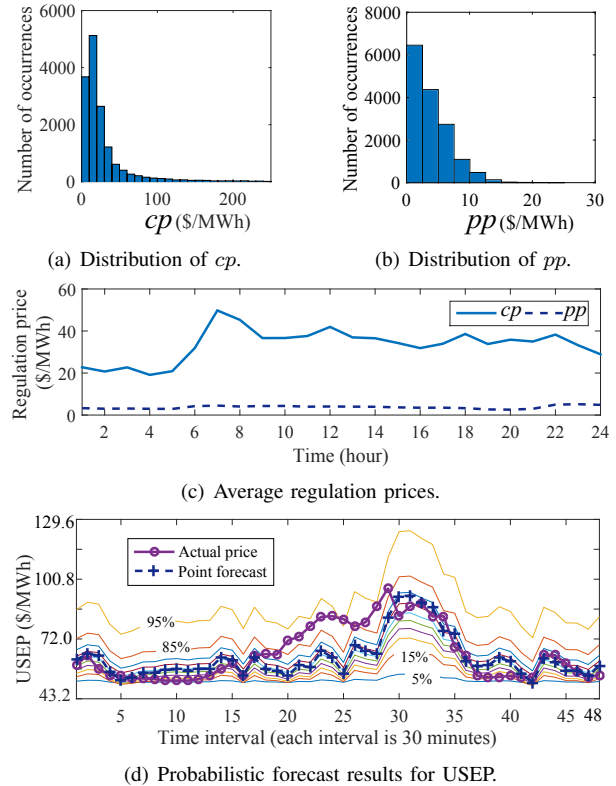 6000
4000
2000
0
Number of occurrences
0 100 200
cp ($/MWh)
(a) Distribution of cp.
8000
6000
4000
2000
0
Number of occurrences
0 10 20 30
pp ($/MWh)
(b) Distribution of pp.
60
40
20
0
Regulation price
($/MWh)
cp pp
2 4 6 8 10 12 14 16 18 20 22 24
Time (hour)
(c) Average regulation prices.
129.6
100.8
72.0
43.2
USEP ($/MWh)
Actual price
Point forecast
95%
85%
15%
5%
5 10 15 20 25 30 35 40 45 48
Time interval (each interval is 30 minutes)
(d) Probabilistic forecast results for USEP.